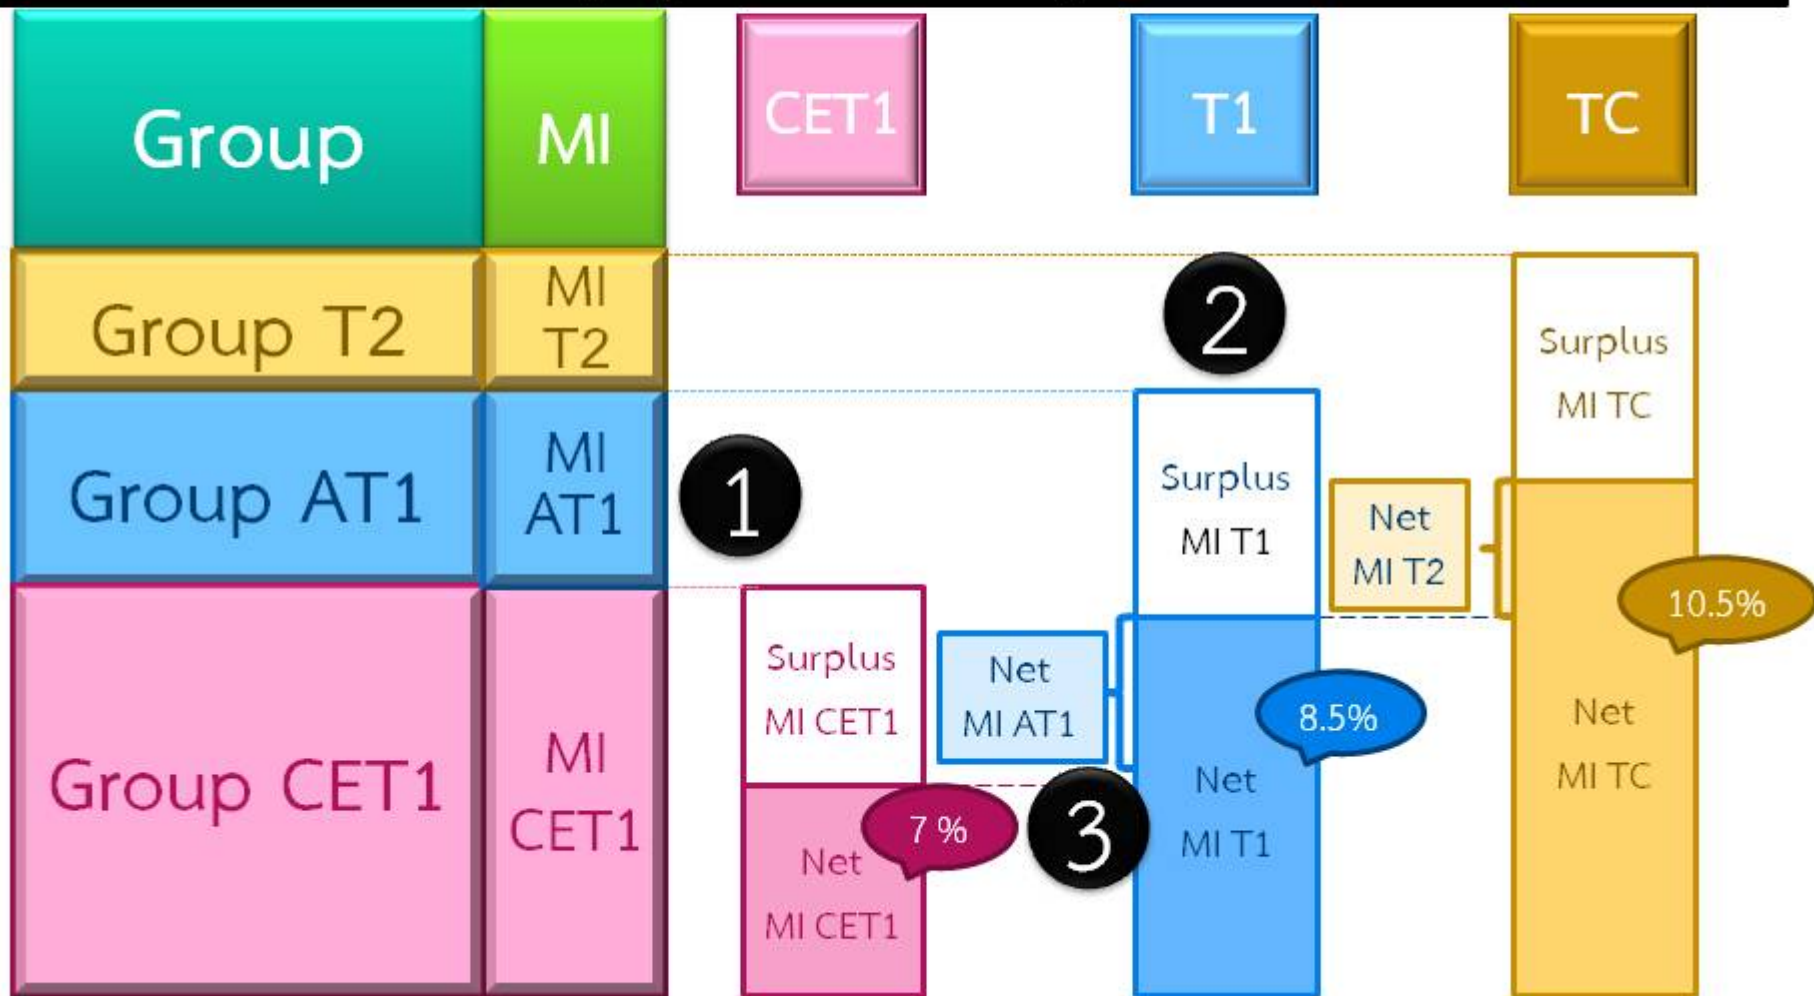 Group
MI
CET1
T1
TC
Group T2
MI
T2
2
Surplus
MI TC
Group AT1
MI
AT1
1
Surplus
MI T1
Net
MI T2
10.5%
Group CET1
MI
CET1
Surplus
MI CET1
Net
MI AT1
8.5%
7 %
3
Net
MI CET1
Net
MI T1
Net
MI TC